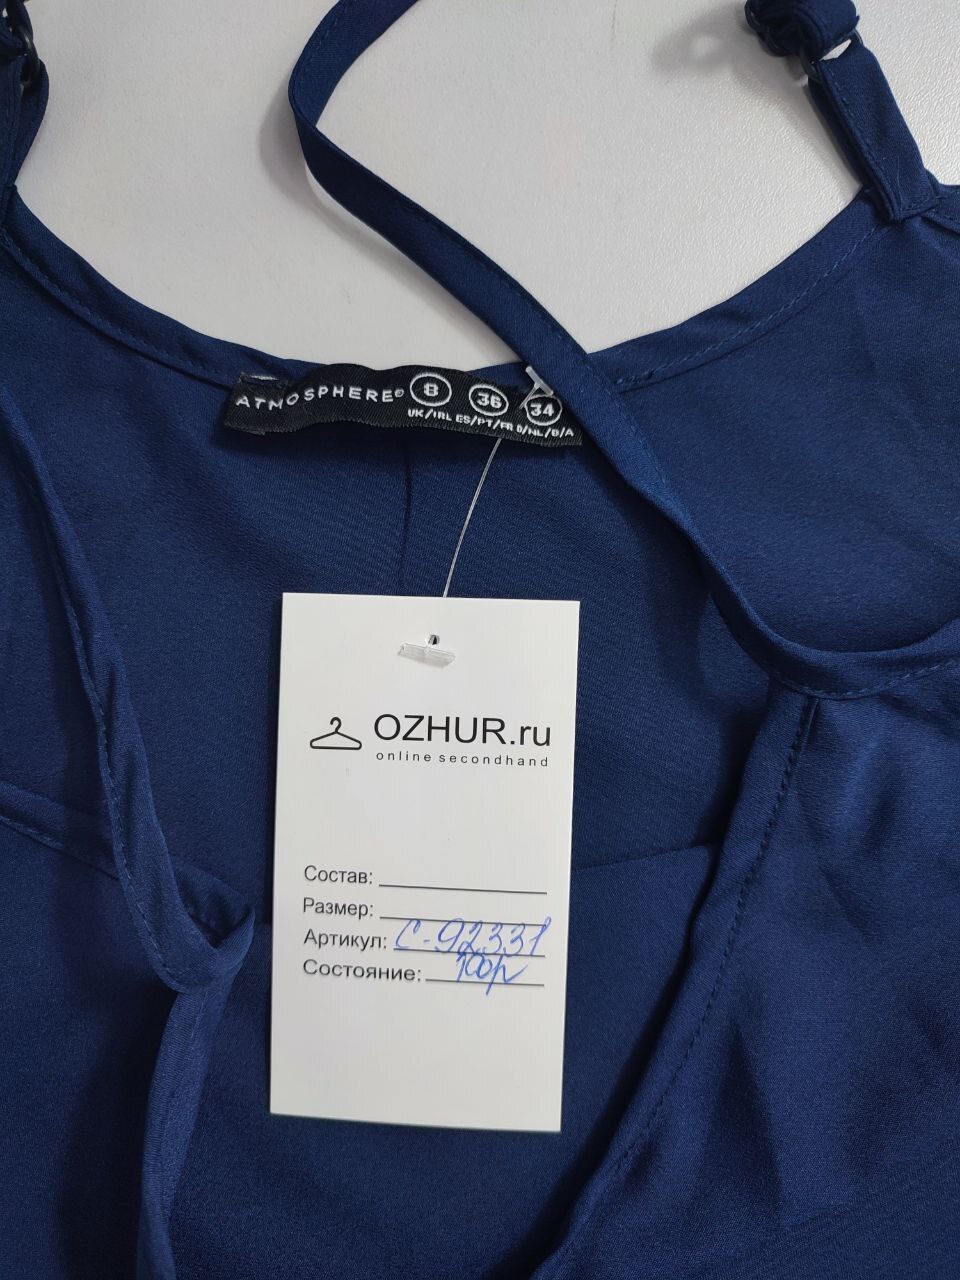 ATMOSPHERE® 8 36 34
UK/IRL ES/PT/FR D/NL/B/A
OZHUR.ru
online secondhand
Состав:
Размер:
Артикул: С-92331
Состояние: 100р